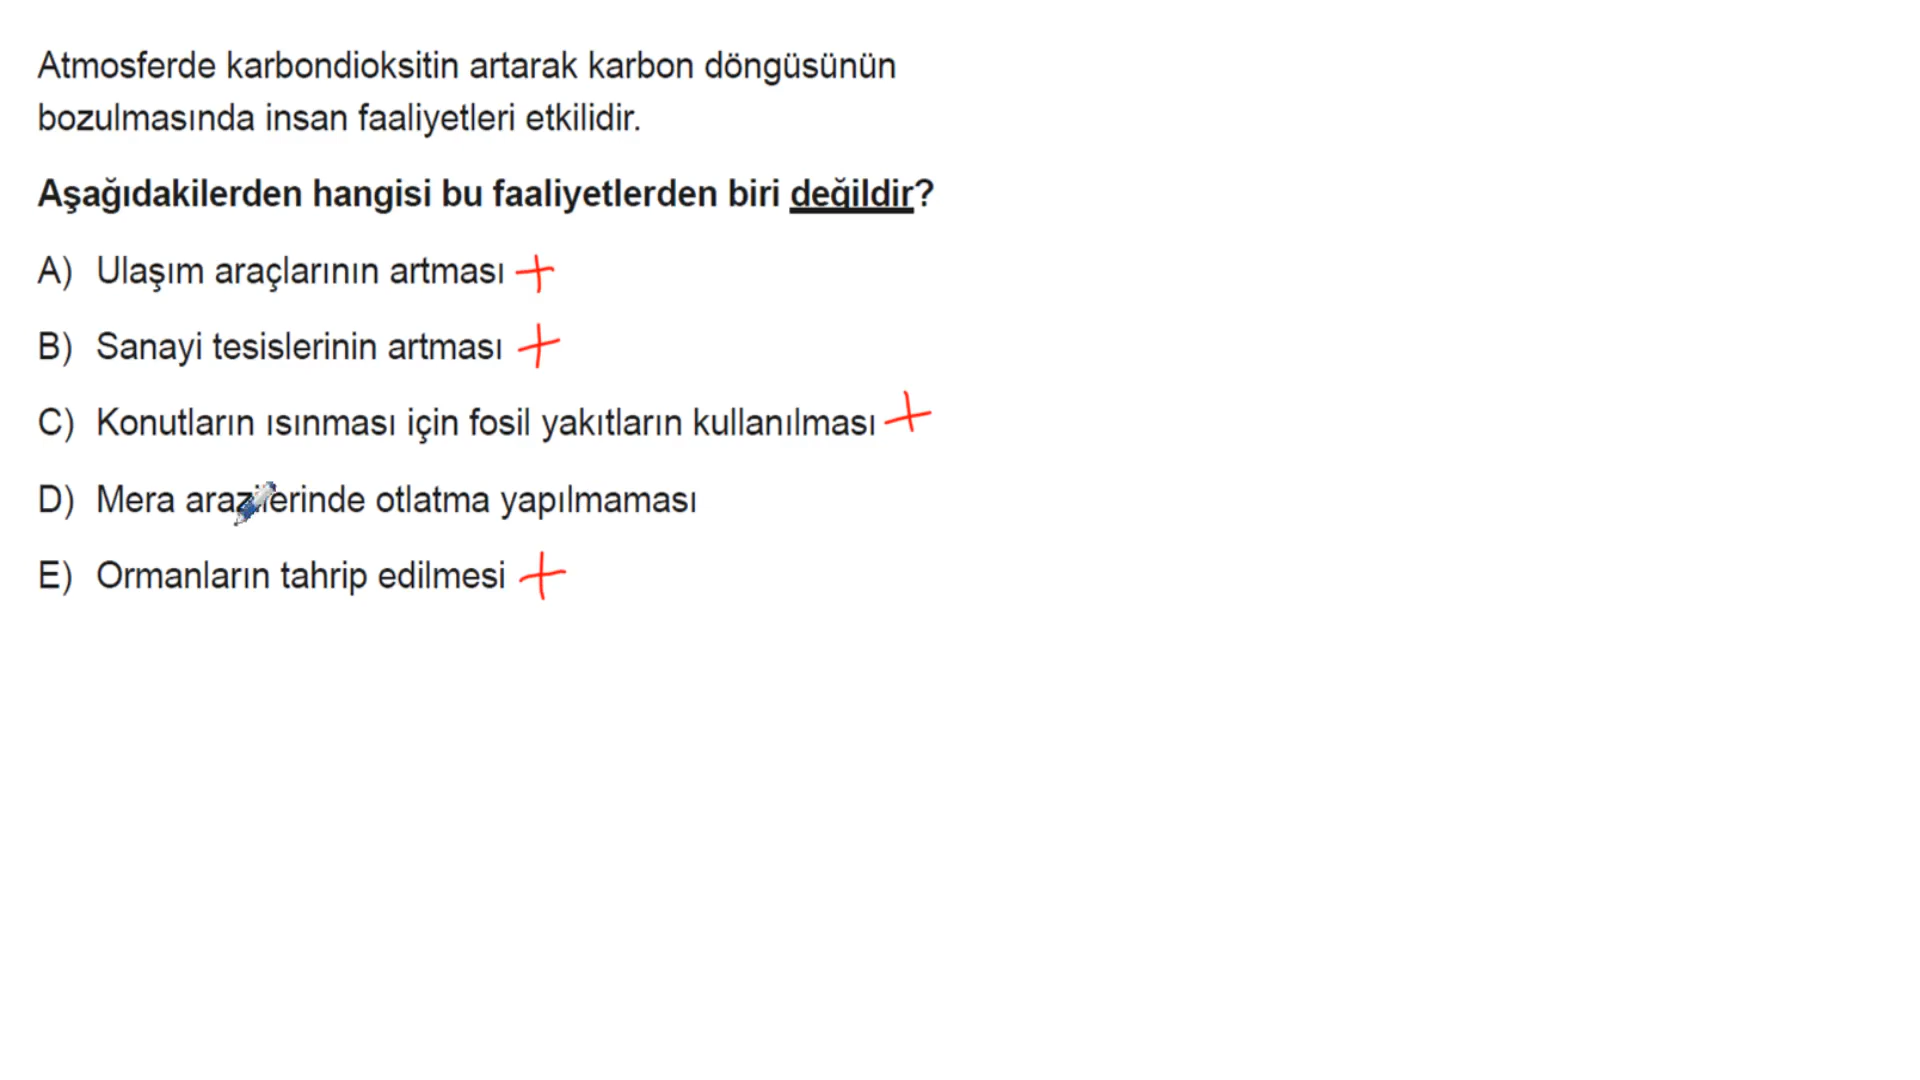 Atmosferde karbondioksitin artarak karbon döngüsünün
bozulmasında insan faaliyetleri etkilidir.
Aşağıdakilerden hangisi bu faaliyetlerden biri değildir?
A) Ulaşım araçlarının artması +
B) Sanayi tesislerinin artması +
C) Konutların ısınması için fosil yakıtların kullanılması +
D) Mera arazilerinde otlatma yapılmaması
E) Ormanların tahrip edilmesi +